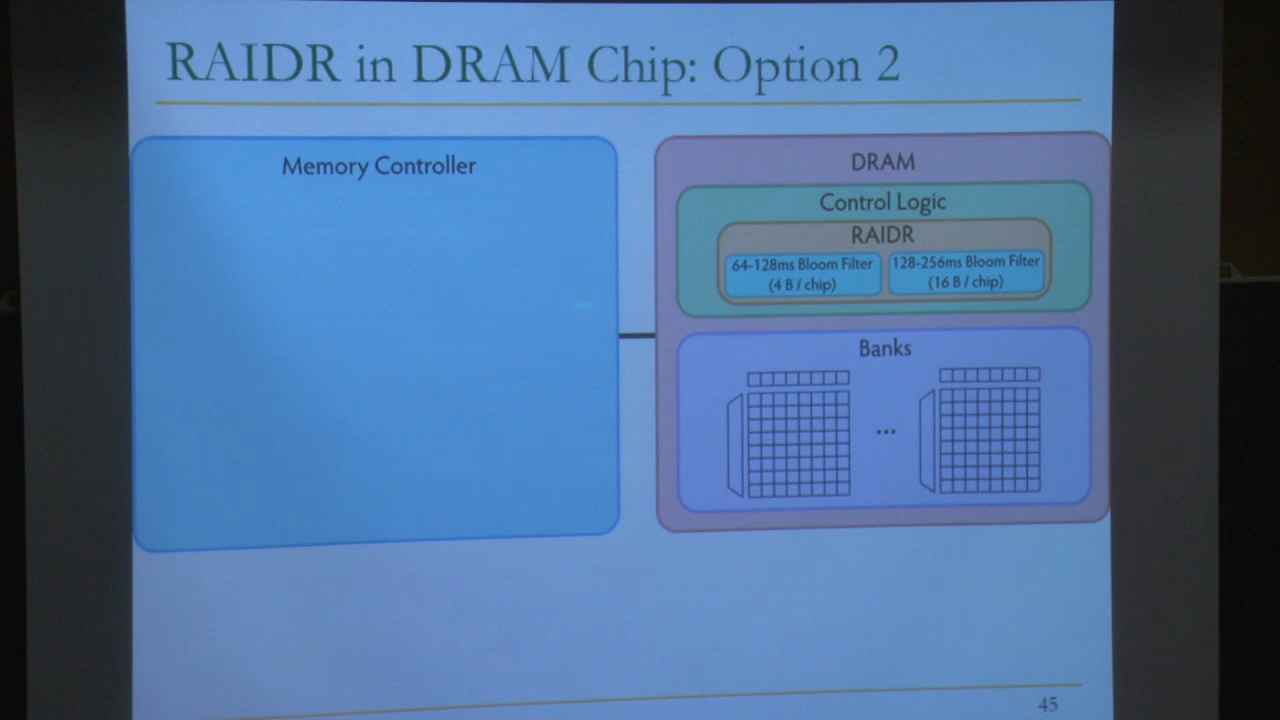 RAIDR in DRAM Chip: Option 2
Memory Controller
DRAM
Control Logic
RAIDR
64-128ms Bloom Filter
(4 B / chip)
128-256ms Bloom Filter
(16 B / chip)
Banks
...
45